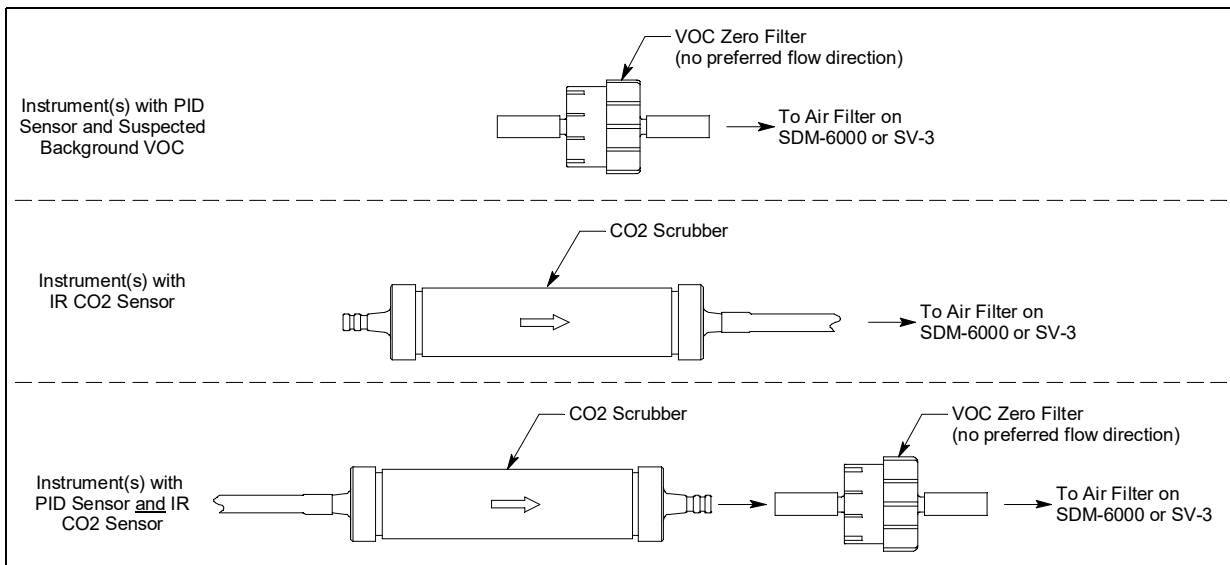 VOC Zero Filter
(no preferred flow direction)
Instrument(s) with PID
Sensor and Suspected
Background VOC
To Air Filter on
SDM-6000 or SV-3
CO2 Scrubber
Instrument(s) with
IR CO2 Sensor
To Air Filter on
SDM-6000 or SV-3
CO2 Scrubber
VOC Zero Filter
(no preferred flow direction)
Instrument(s) with
PID Sensor and IR
CO2 Sensor
To Air Filter on
SDM-6000 or SV-3